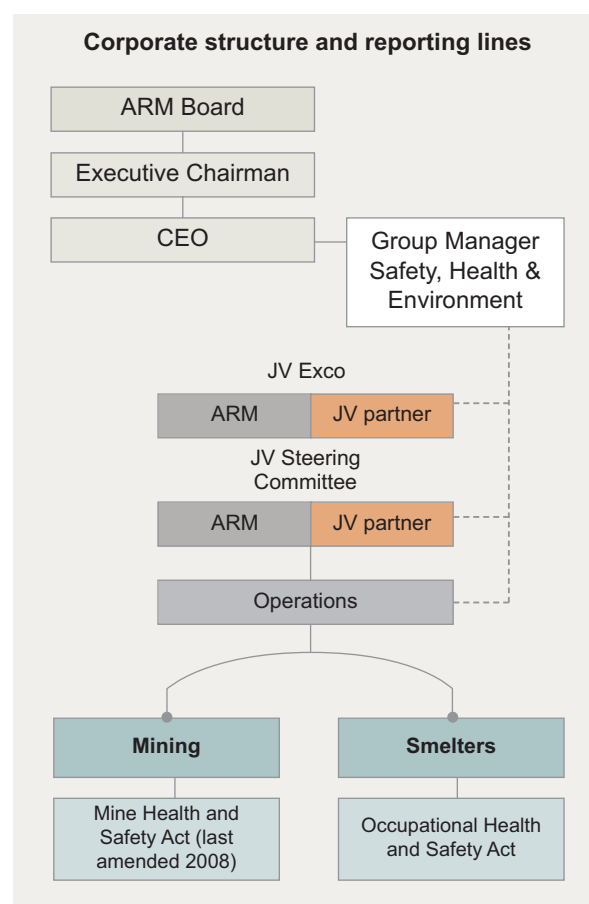 Corporate structure and reporting lines
ARM Board
Executive Chairman
CEO
Group Manager
Safety, Health &
Environment
JV Exco
ARM
JV partner
JV Steering
Committee
ARM
JV partner
Operations
Mining
Smelters
Mine Health and
Safety Act (last
amended 2008)
Occupational Health
and Safety Act